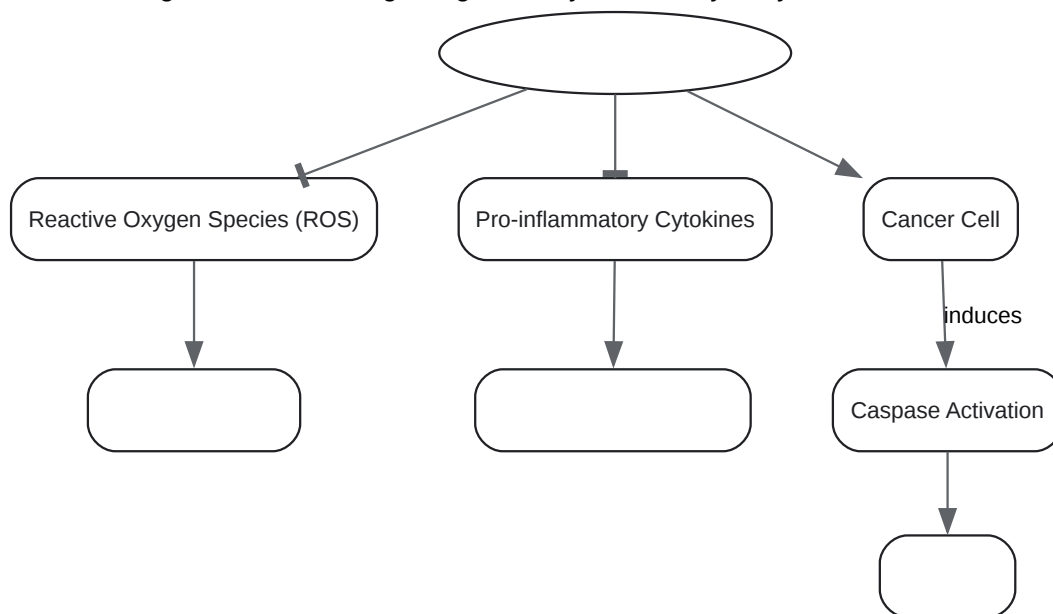 Reactive Oxygen Species (ROS)
Pro-inflammatory Cytokines
Cancer Cell
induces
Caspase Activation